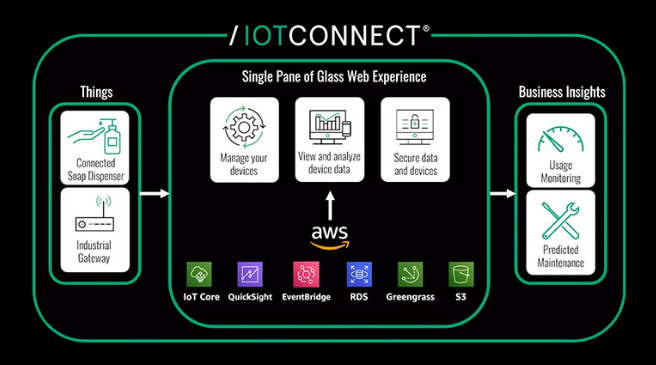 /IOTCONNECT®
Single Pane of Glass Web Experience
Things
Connected
Soap Dispenser
Industrial
Gateway
Manage your
devices
View and analyze
device data
Secure data
and devices
aws
IoT Core
QuickSight
EventBridge
RDS
Greengrass
S3
Business Insights
Usage
Monitoring
Predicted
Maintenance